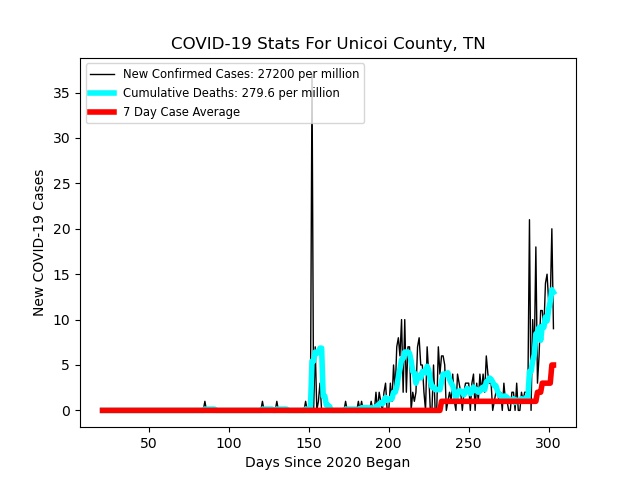 COVID-19 Stats For Unicoi County, TN
New Confirmed Cases: 27200 per million
Cumulative Deaths: 279.6 per million
7 Day Case Average
New COVID-19 Cases
35
30
25
20
15
10
5
0
50
100
150
200
250
300
Days Since 2020 Began